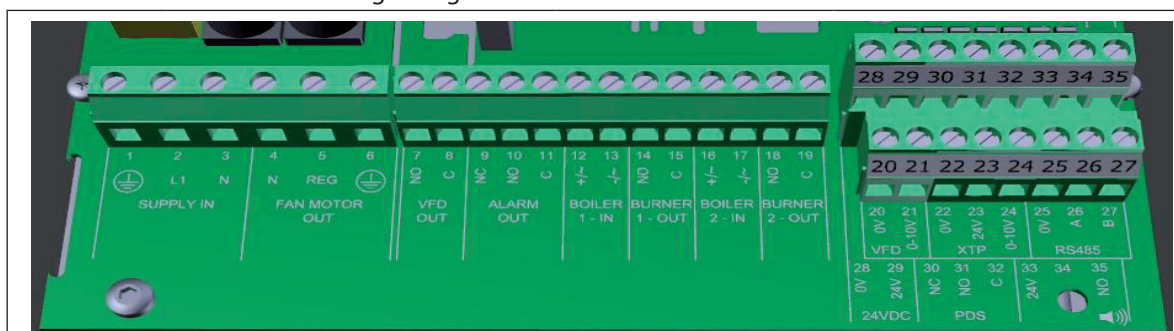 28 29 30 31 32 33 34 35
20 21 22 23 24 25 26 27
1 2 3 4 5 6 7 8 9 10 11 12 13 14 15 16 17 18 19
L1 N N REG NO C NC NO C +/~ -/~ NO C +/~ -/~ NO C
SUPPLY IN FAN MOTOR OUT VFD OUT ALARM OUT BOILER 1 - IN BURNER 1 - OUT BOILER 2 - IN BURNER 2 - OUT
20 21 22 23 24 25 26 27
0V 0-10V 0V 24V 0-10V 0V A B
VFD XTP RS485
28 29 30 31 32 33 34 35
0V 24V NC NO C 24V NO
24VDC PDS